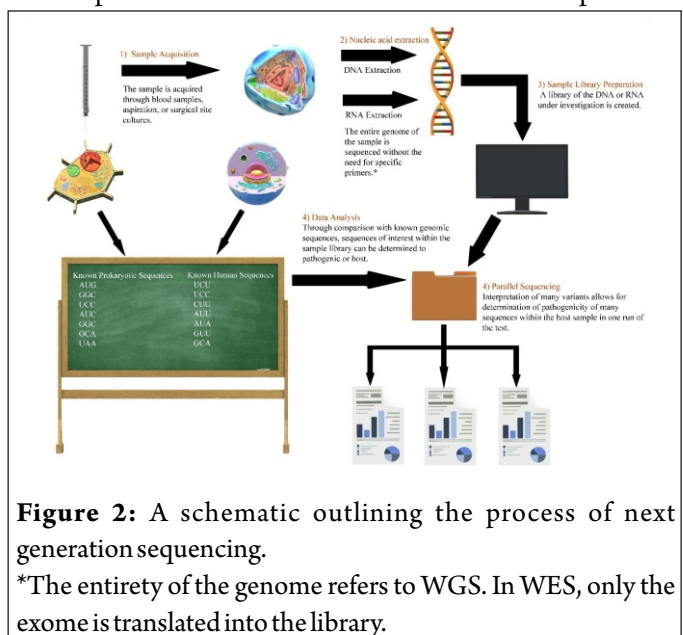 1) Sample Acquisition
The sample is acquired
through blood samples,
aspiration, or surgical site
cultures.
2) Nucleic acid extraction
DNA Extraction
RNA Extraction
The entire genome of
the sample is
sequenced without the
need for specific
primers.*
3) Sample Library Preparation
A library of the DNA or RNA
under investigation is created.
4) Data Analysis
Through comparison with known genomic
sequences, sequences of interest within the
sample library can be determined to
pathogenic or host.
Known Prokaryotic Sequences
AUG
GGC
UCC
AUC
GGC
GCA
UAA
Known Human Sequences
UCU
UCC
CUU
AUU
AUA
GUU
GCA
4) Parallel Sequencing
Interpretation of many variants allows for
determination of pathogenicity of many
sequences within the host sample in one run of
the test.
Figure 2: A schematic outlining the process of next
generation sequencing.
*The entirety of the genome refers to WGS. In WES, only the
exome is translated into the library.